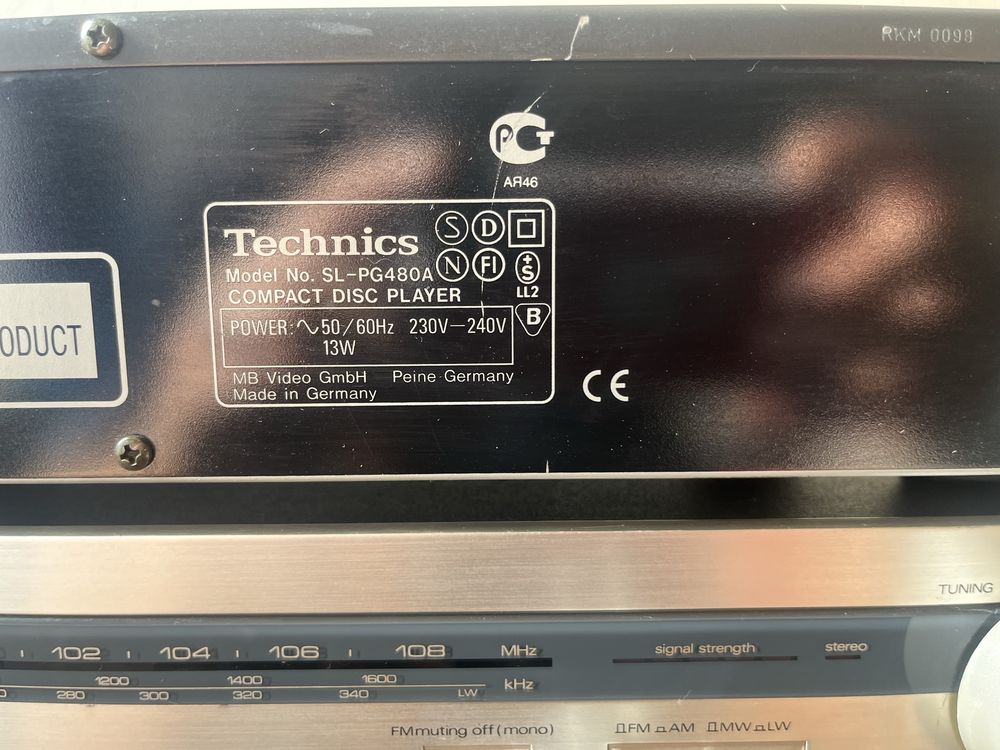 RKM 0098
PCT
АЯ46
Technics
S D
Model No. SL-PG480A
N FI +S
COMPACT DISC PLAYER
LL2
POWER: ∿50/60Hz 230V—240V
B
13W
ODUCT
MB Video GmbH Peine Germany
Made in Germany
CE
TUNING
102 104 106 108 MHz
signal strength stereo
1200 1400 1600 kHz
0 280 300 320 340 LW
FM muting off (mono)
FM AM MW LW